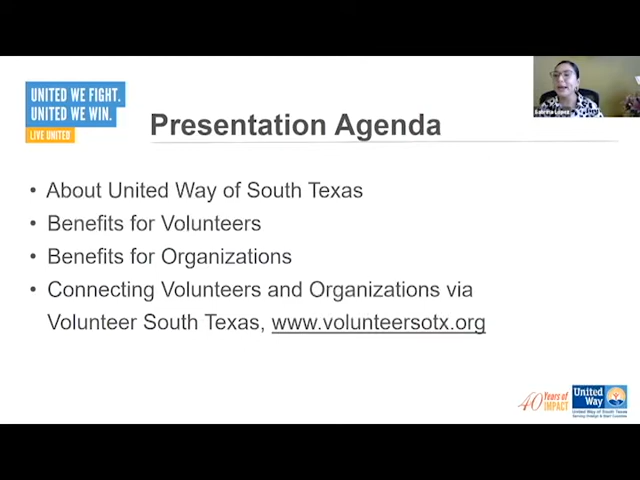 UNITED WE FIGHT.
UNITED WE WIN.
LIVE UNITED
Presentation Agenda
• About United Way of South Texas
• Benefits for Volunteers
• Benefits for Organizations
• Connecting Volunteers and Organizations via
Volunteer South Texas, www.volunteersotx.org
40 Years of
IMPACT
United
Way
United Way of South Texas